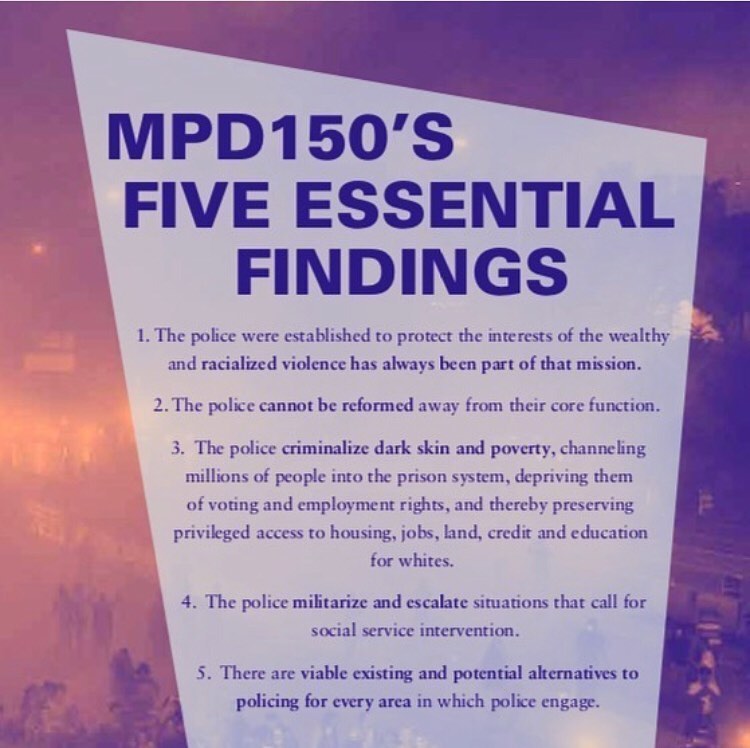 MPD150’S
FIVE ESSENTIAL
FINDINGS
1. The police were established to protect the interests of the wealthy
and racialized violence has always been part of that mission.
2. The police cannot be reformed away from their core function.
3. The police criminalize dark skin and poverty, channeling
millions of people into the prison system, depriving them
of voting and employment rights, and thereby preserving
privileged access to housing, jobs, land, credit and education
for whites.
4. The police militarize and escalate situations that call for
social service intervention.
5. There are viable existing and potential alternatives to
policing for every area in which police engage.